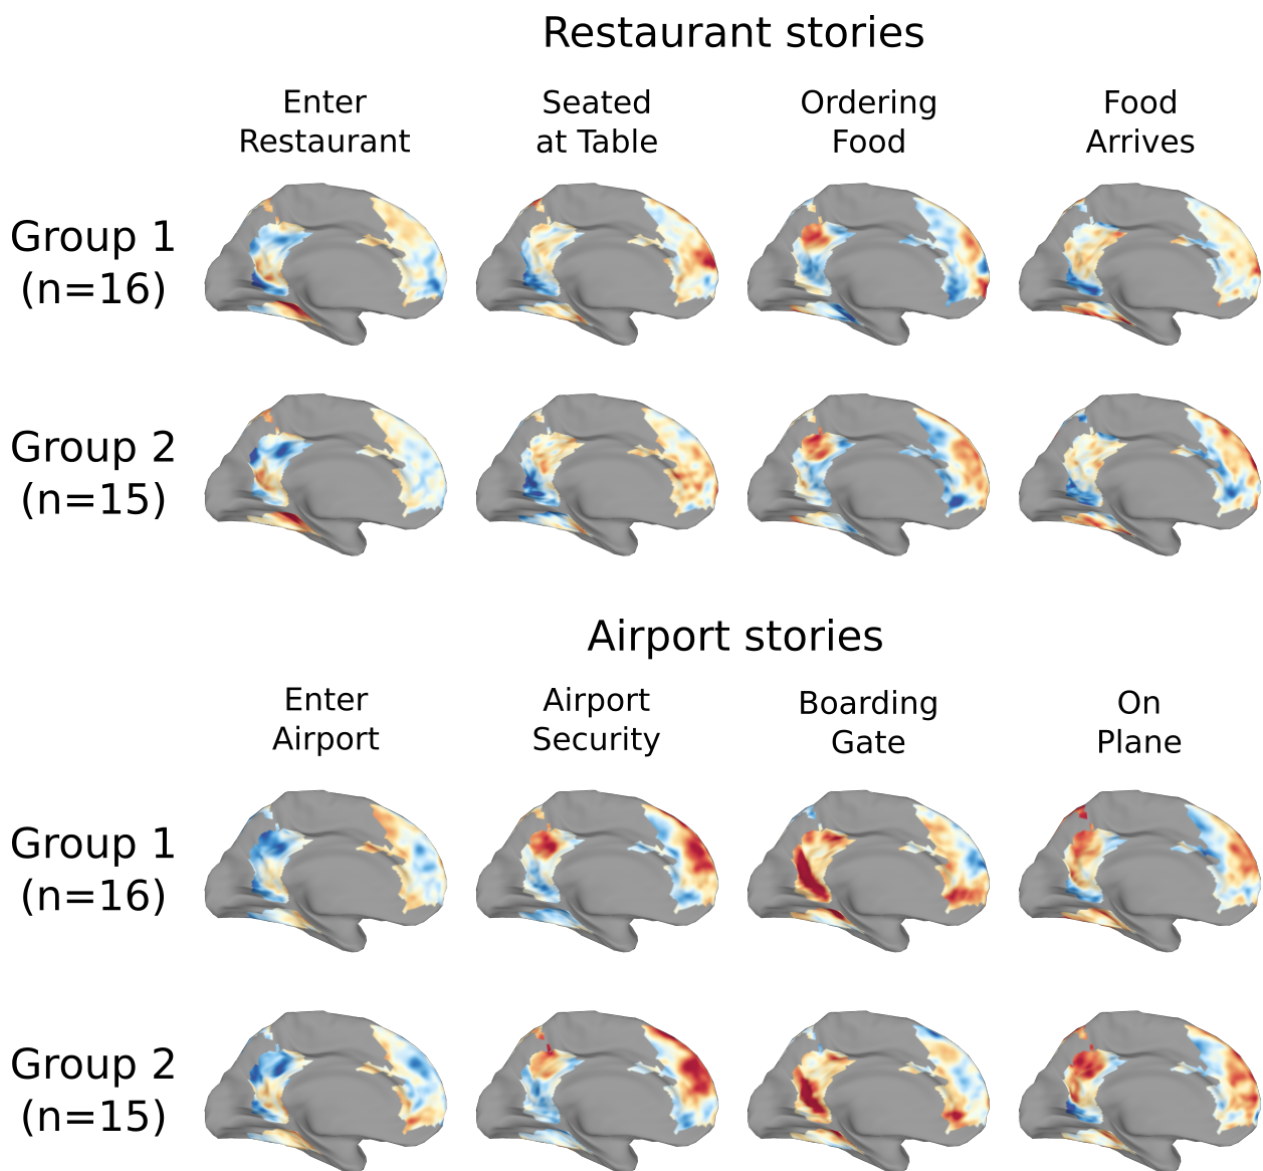 Restaurant stories
Enter
Restaurant
Seated
at Table
Ordering
Food
Food
Arrives
Group 1
(n=16)
Group 2
(n=15)
Airport stories
Enter
Airport
Airport
Security
Boarding
Gate
On
Plane
Group 1
(n=16)
Group 2
(n=15)